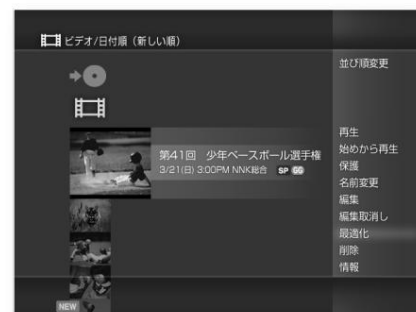 ビデオ/日付順（新しい順）
並び順変更
第41回 少年ベースボール選手権
3/21(日) 3:00PM NNK総合 SP GG
再生
始めから再生
保護
名前変更
編集
編集取消し
最適化
削除
情報
NEW